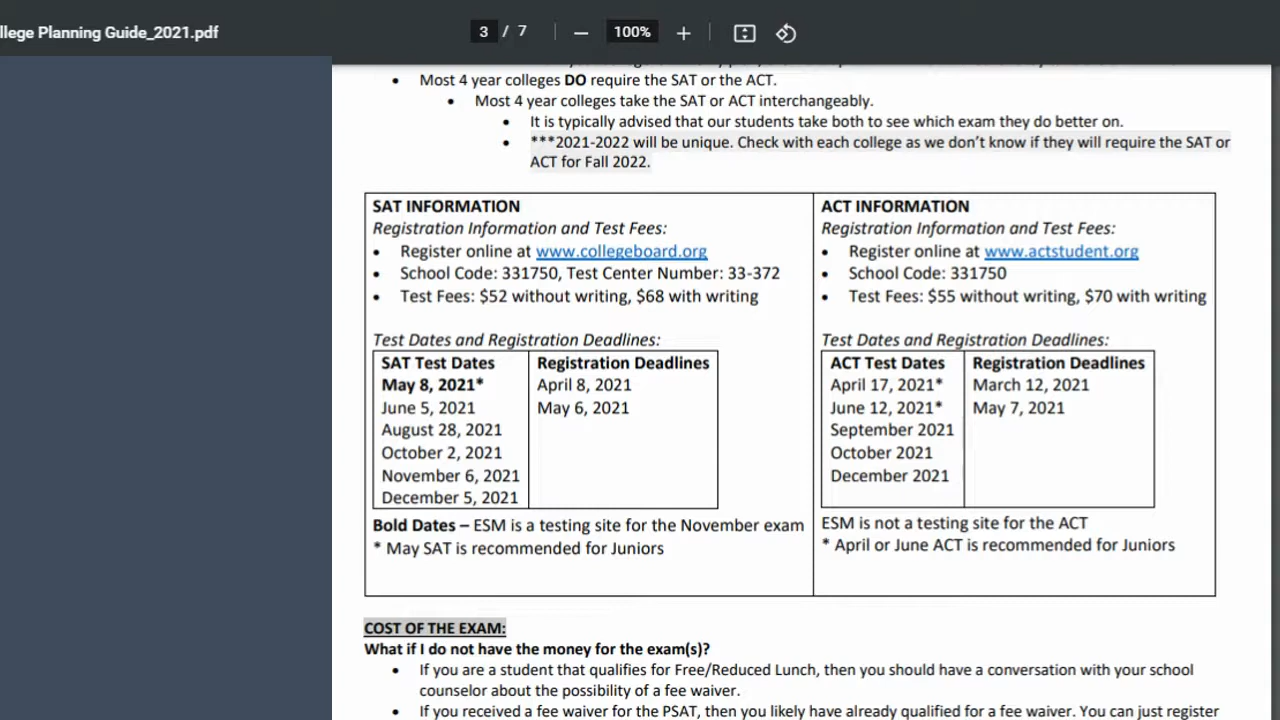 llege Planning Guide_2021.pdf
3 / 7
100%
• Most 4 year colleges DO require the SAT or the ACT.
• Most 4 year colleges take the SAT or ACT interchangeably.
• It is typically advised that our students take both to see which exam they do better on.
• ***2021-2022 will be unique. Check with each college as we don't know if they will require the SAT or
ACT for Fall 2022.
SAT INFORMATION
Registration Information and Test Fees:
• Register online at www.collegeboard.org
• School Code: 331750, Test Center Number: 33-372
• Test Fees: $52 without writing, $68 with writing
Test Dates and Registration Deadlines:
SAT Test Dates Registration Deadlines
May 8, 2021* April 8, 2021
June 5, 2021 May 6, 2021
August 28, 2021
October 2, 2021
November 6, 2021
December 5, 2021
Bold Dates – ESM is a testing site for the November exam
* May SAT is recommended for Juniors
ACT INFORMATION
Registration Information and Test Fees:
• Register online at www.actstudent.org
• School Code: 331750
• Test Fees: $55 without writing, $70 with writing
Test Dates and Registration Deadlines:
ACT Test Dates Registration Deadlines
April 17, 2021* March 12, 2021
June 12, 2021* May 7, 2021
September 2021
October 2021
December 2021
ESM is not a testing site for the ACT
* April or June ACT is recommended for Juniors
COST OF THE EXAM:
What if I do not have the money for the exam(s)?
• If you are a student that qualifies for Free/Reduced Lunch, then you should have a conversation with your school
counselor about the possibility of a fee waiver.
• If you received a fee waiver for the PSAT, then you likely have already qualified for a fee waiver. You can just register